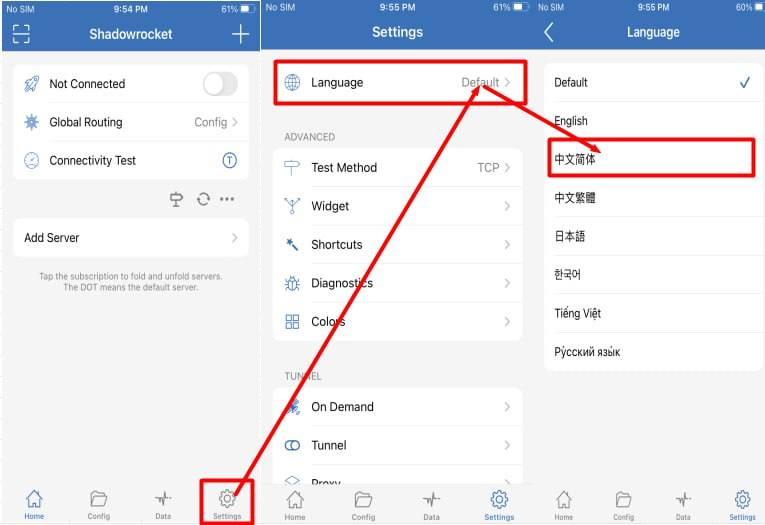 No SIM 9:54 PM 61%
Shadowrocket
Not Connected
Global Routing Config
Connectivity Test T
Add Server
Tap the subscription to fold and unfold servers.
The DOT means the default server.
Home Config Data Settings
No SIM 9:55 PM 61%
Settings
Language Default
ADVANCED
Test Method TCP
Widget
Shortcuts
Diagnostics
Colors
TUNNEL
On Demand
Tunnel
Proxy
Home Config Data Settings
No SIM 9:55 PM 60%
Language
Default
English
中文简体
中文繁體
日本語
한국어
Tiếng Việt
Ру́сский язы́к
Home Config Data Settings